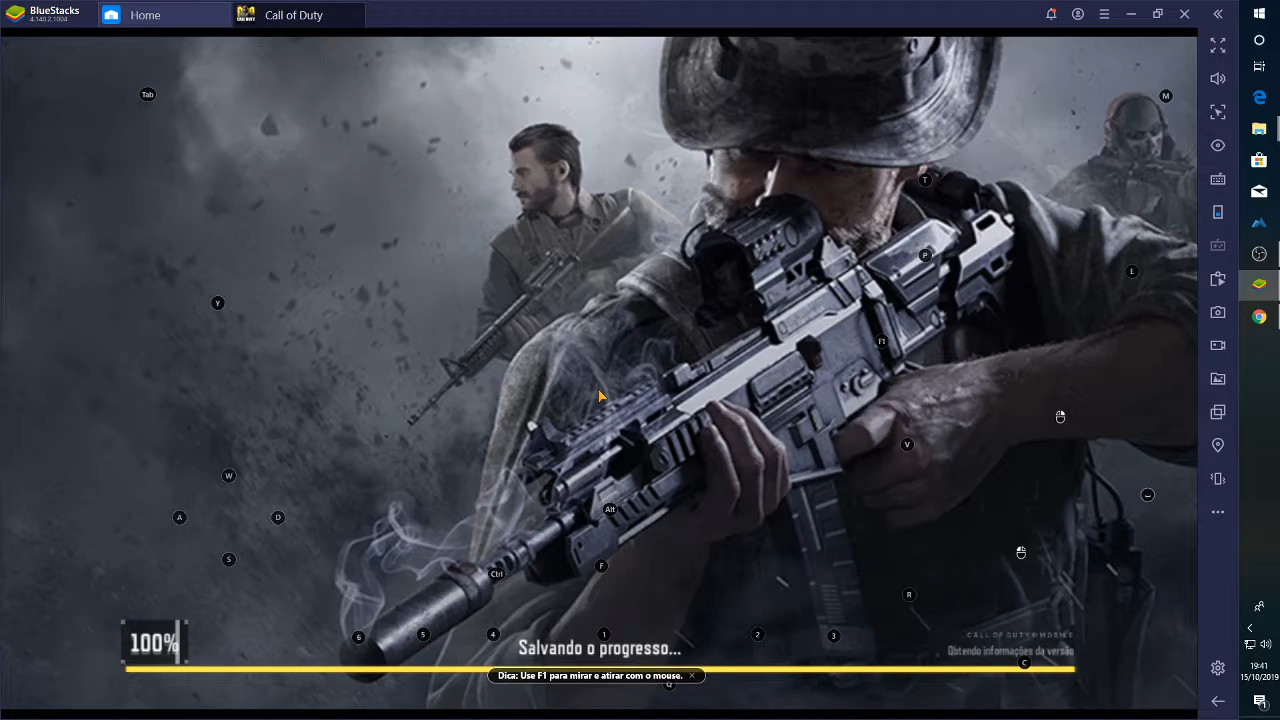 BlueStacks
4.140.2.1004
Home
Call of Duty
Tab
M
T
P
L
Y
F1
V
W
A
D
S
Alt
F
Ctrl
R
6
5
4
1
2
3
100%
Salvando o progresso...
CALL OF DUTY®MOBILE
Obtendo informações da versão
C
Dica: Use F1 para mirar e atirar com o mouse.
Q
19:41
15/10/2019